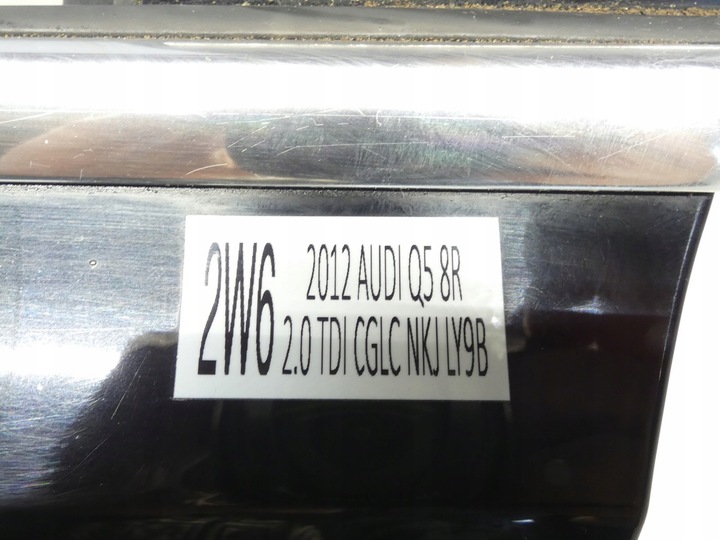 2W6
2012 AUDI Q5 8R
2.0 TDI CGLC NKJ LY9B